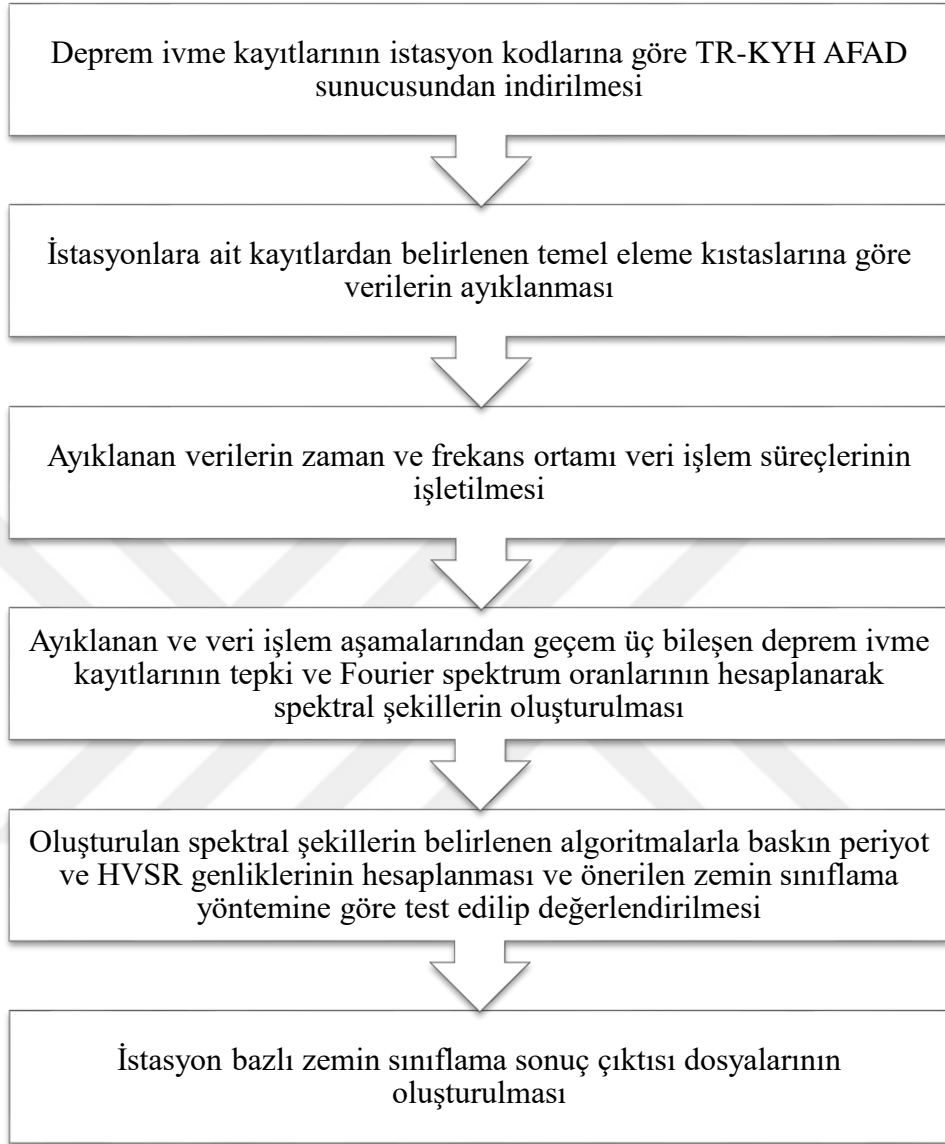 Deprem ivme kayıtlarının istasyon kodlarına göre TR-KYH AFAD
sunucusundan indirilmesi
İstasyonlara ait kayıtlardan belirlenen temel eleme kıstaslarına göre
verilerin ayıklanması
Ayıklanan verilerin zaman ve frekans ortamı veri işlem süreçlerinin
işletilmesi
Ayıklanan ve veri işlem aşamalarından geçem üç bileşen deprem ivme
kayıtlarının tepki ve Fourier spektrum oranlarının hesaplanarak
spektral şekillerin oluşturulması
Oluşturulan spektral şekillerin belirlenen algoritmalarla baskın periyot
ve HVSR genliklerinin hesaplanması ve önerilen zemin sınıflama
yöntemine göre test edilip değerlendirilmesi
İstasyon bazlı zemin sınıflama sonuç çıktısı dosyalarının
oluşturulması